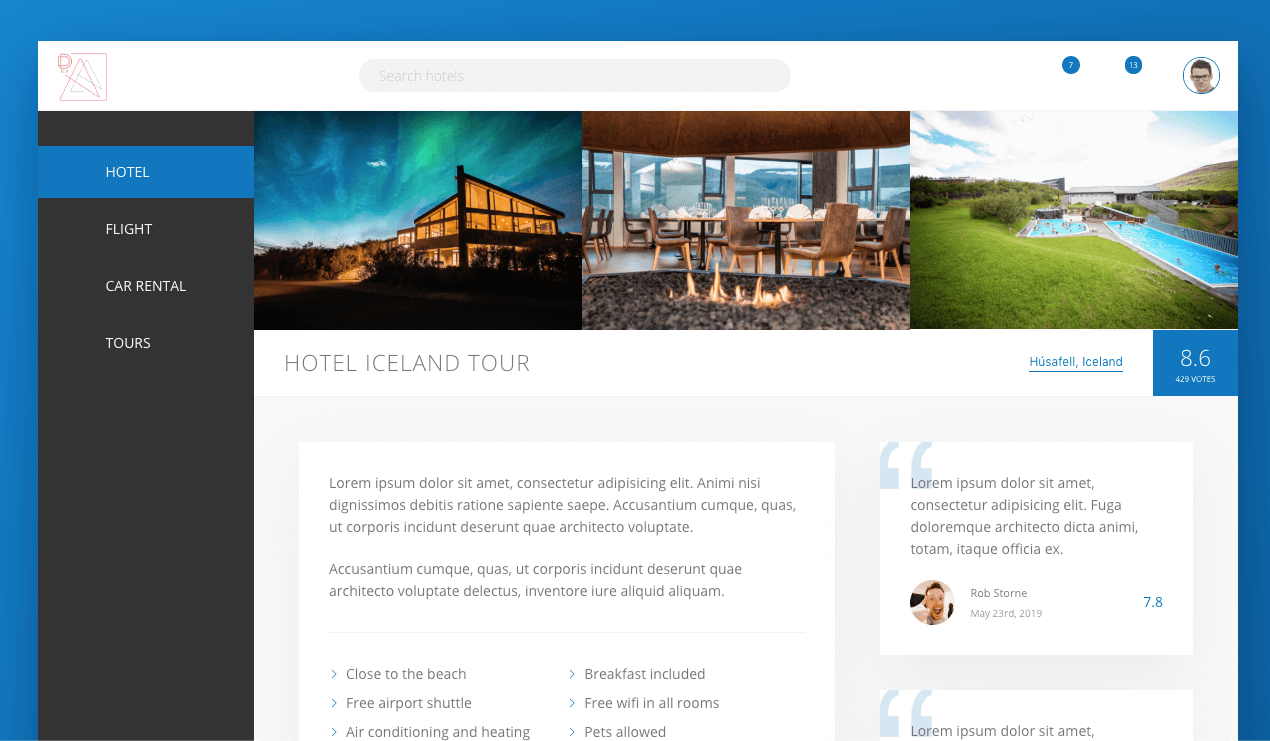 D
Search hotels
7
13
HOTEL
FLIGHT
CAR RENTAL
TOURS
HOTEL ICELAND TOUR
Húsafell, Iceland
8.6
429 VOTES
Lorem ipsum dolor sit amet, consectetur adipisicing elit. Animi nisi
dignissimos debitis ratione sapiente saepe. Accusantium cumque, quas,
ut corporis incidunt deserunt quae architecto voluptate.
Accusantium cumque, quas, ut corporis incidunt deserunt quae
architecto voluptate delectus, inventore iure aliquid aliquam.
Close to the beach
Free airport shuttle
Air conditioning and heating
Breakfast included
Free wifi in all rooms
Pets allowed
“
Lorem ipsum dolor sit amet,
consectetur adipisicing elit. Fuga
doloremque architecto dicta animi,
totam, itaque officia ex.
Rob Storne
May 23rd, 2019
7.8
“
Lorem ipsum dolor sit amet,